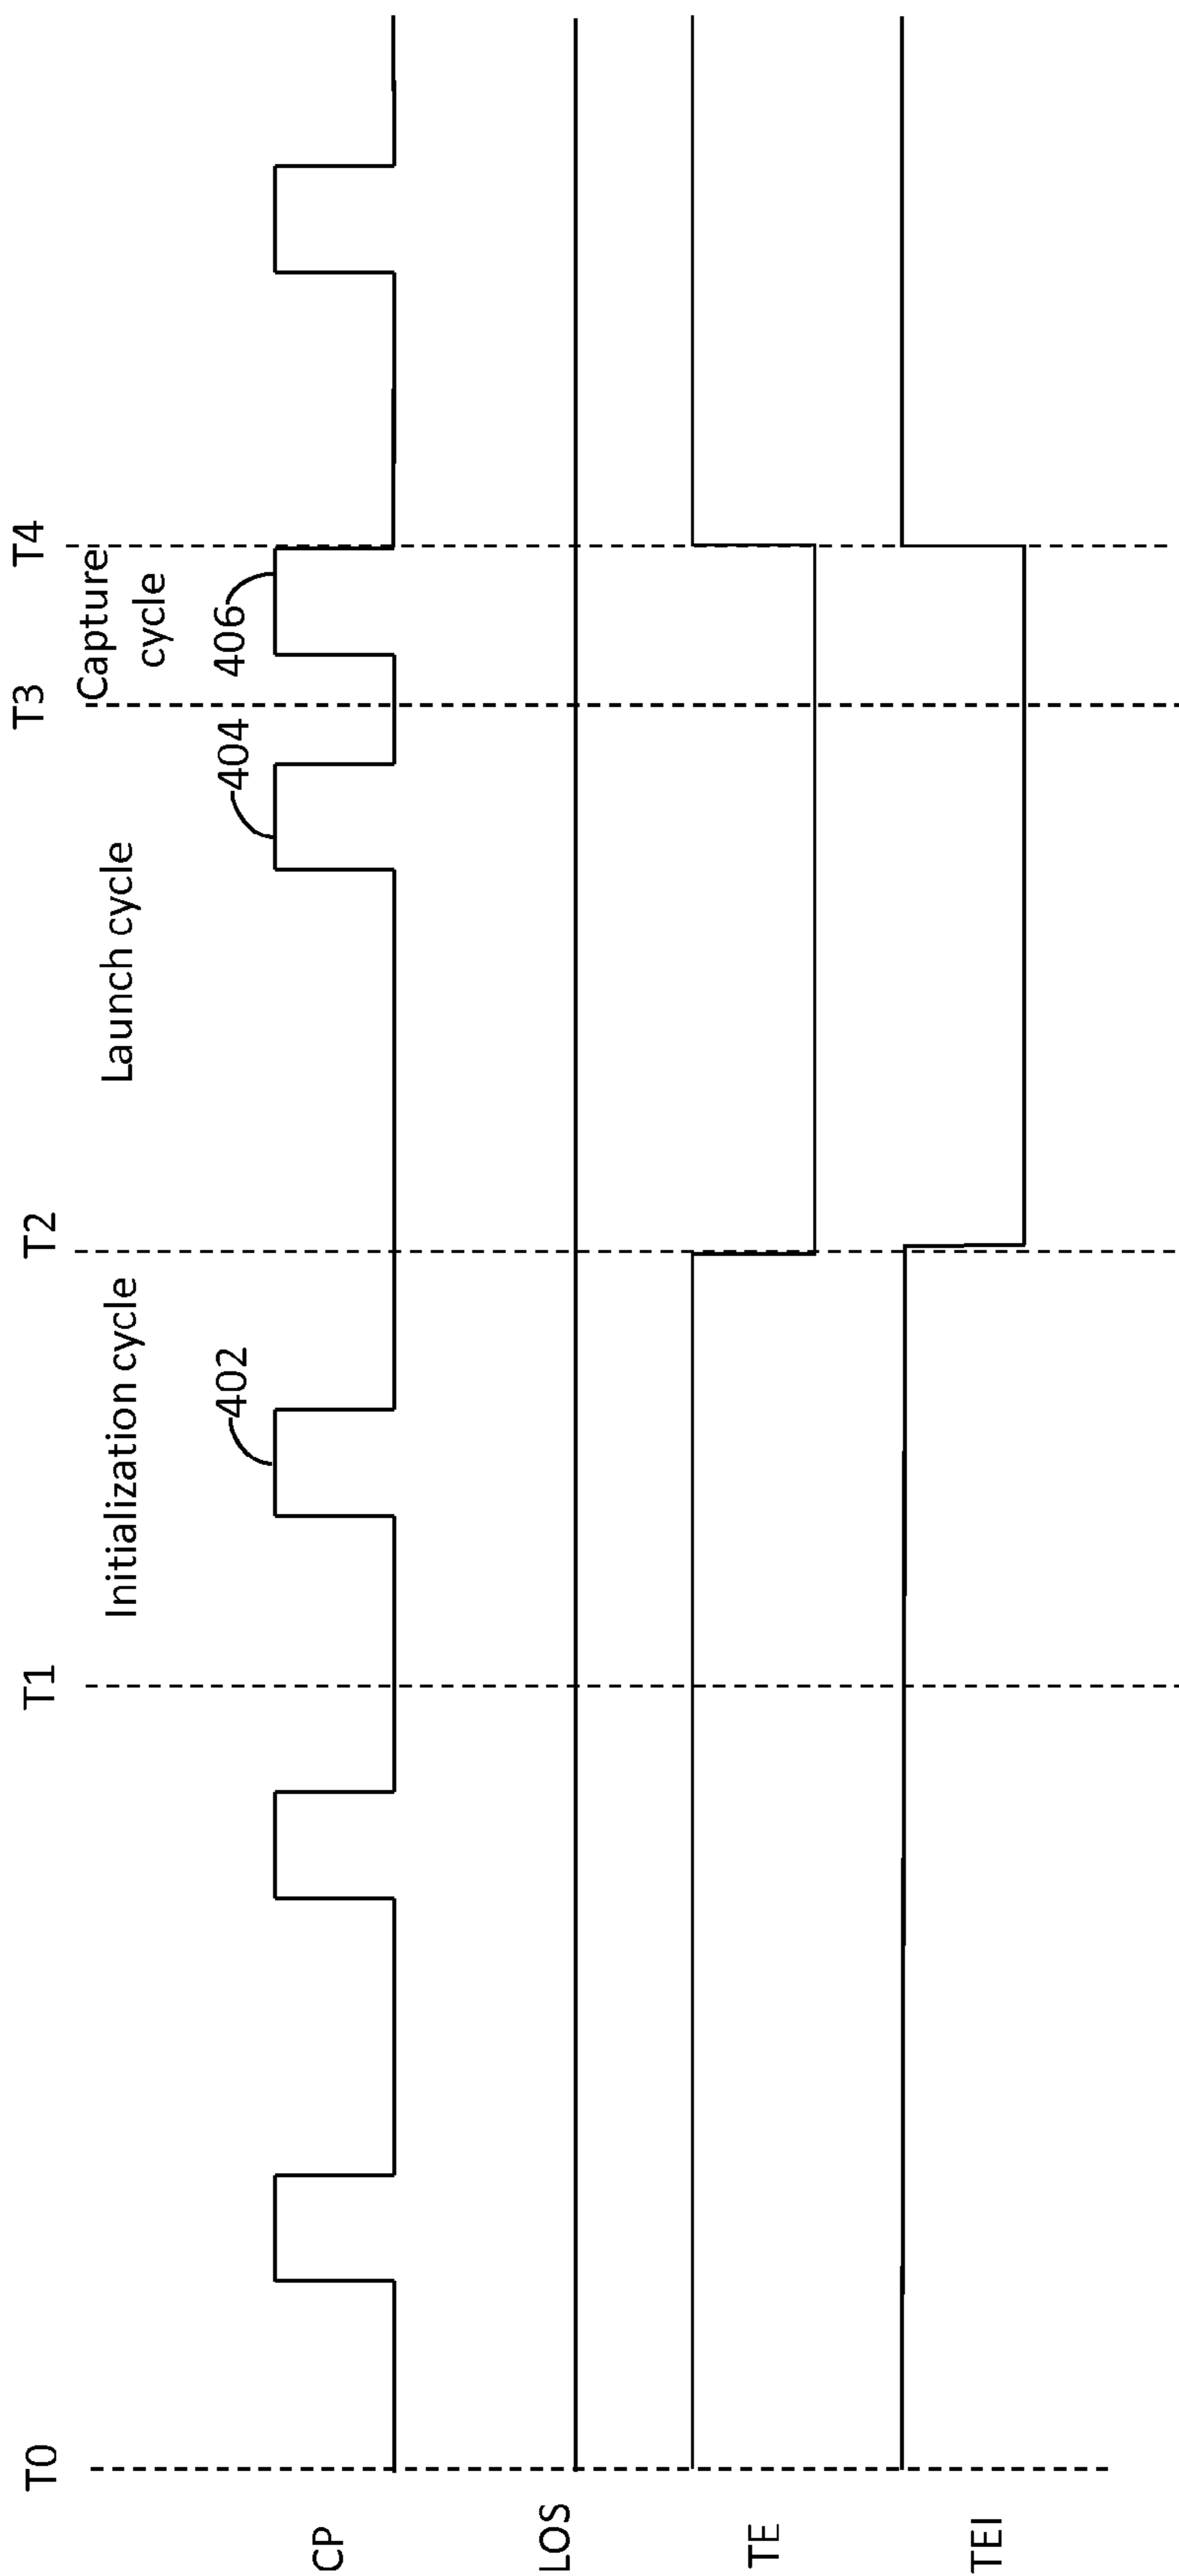 T0
T1
T2
T3
T4
Initialization cycle
Launch cycle
Capture
cycle
402
404
406
CP
LOS
TE
TEI